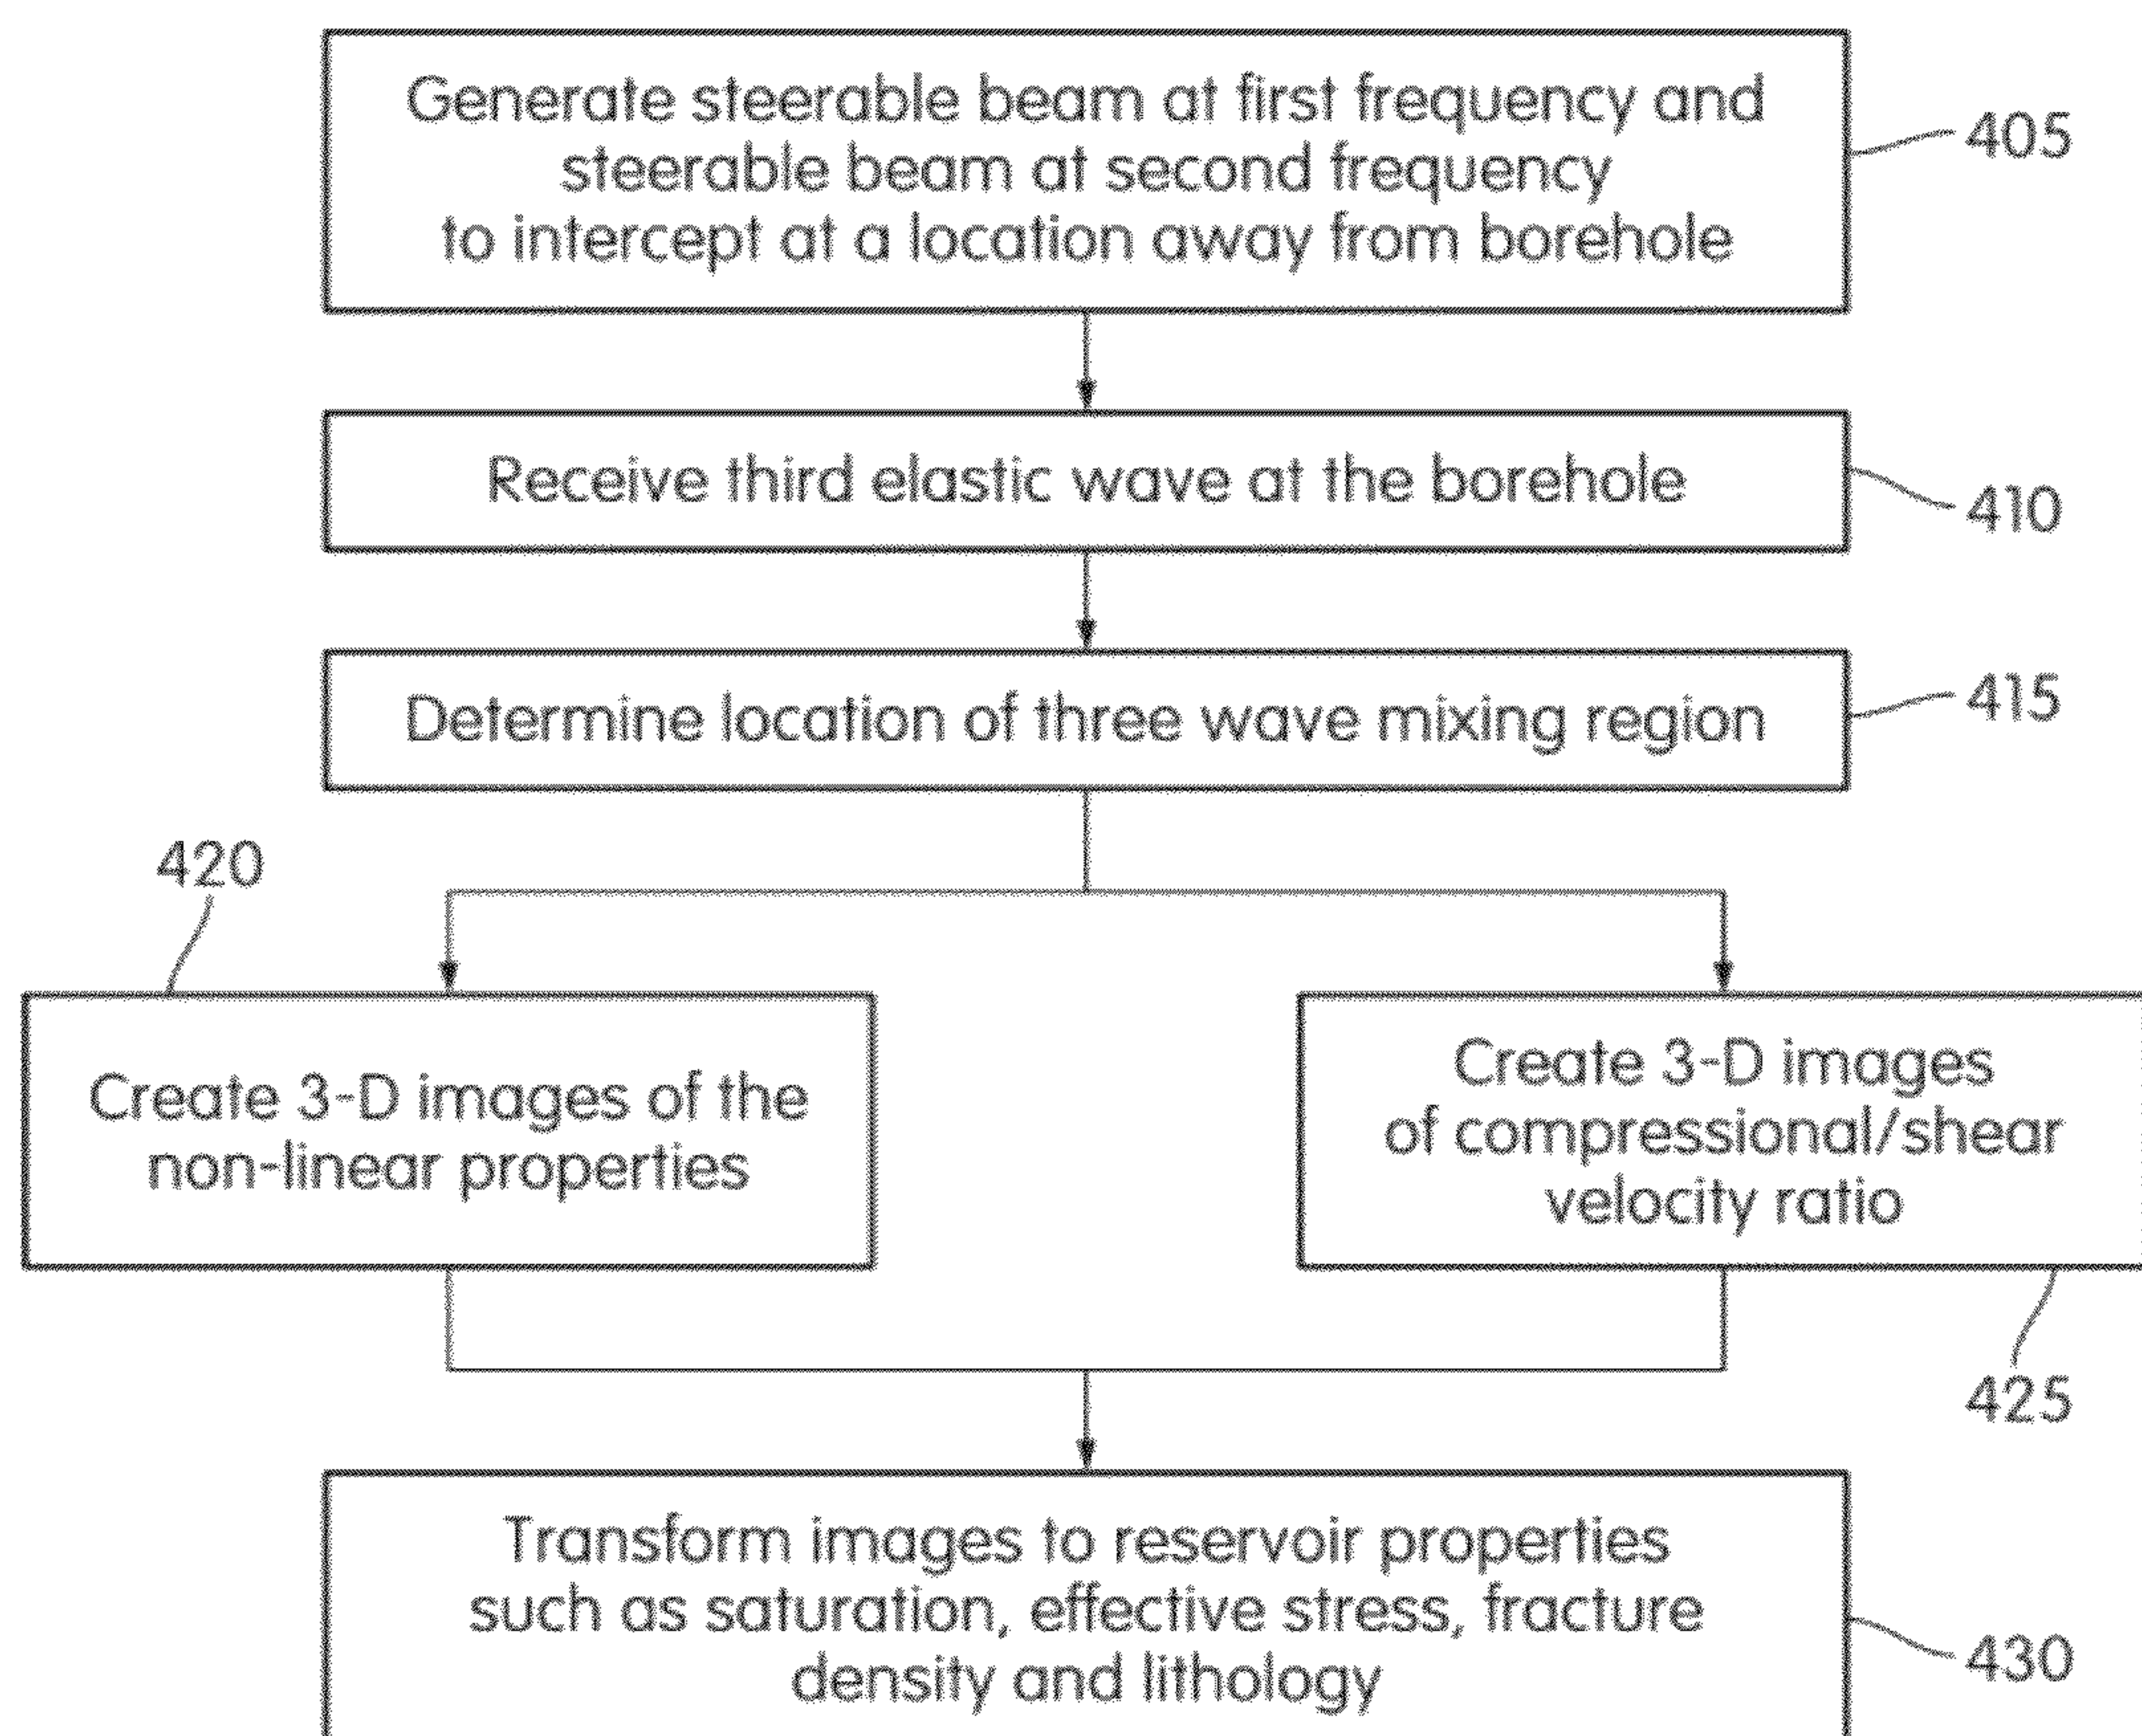 Generate steerable beam at first frequency and
steerable beam at second frequency
to intercept at a location away from borehole
405
Receive third elastic wave at the borehole
410
Determine location of three wave mixing region
415
420
Create 3-D images of the
non-linear properties
Create 3-D images
of compressional/shear
velocity ratio
425
Transform images to reservoir properties
such as saturation, effective stress, fracture
density and lithology
430